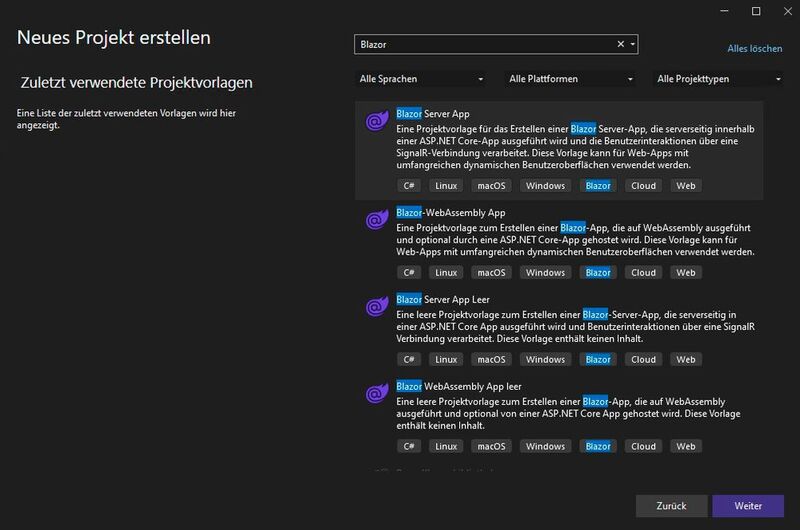 Neues Projekt erstellen
Zuletzt verwendete Projektvorlagen
Eine Liste der zuletzt verwendeten Vorlagen wird hier
angezeigt.
Blazor
Alles löschen
Alle Sprachen
Alle Plattformen
Alle Projekttypen
Blazor Server App
Eine Projektvorlage für das Erstellen einer Blazor Server-App, die serverseitig innerhalb
einer ASP.NET Core-App ausgeführt wird und die Benutzerinteraktionen über eine
SignalR-Verbindung verarbeitet. Diese Vorlage kann für Web-Apps mit
umfangreichen dynamischen Benutzeroberflächen verwendet werden.
C# Linux macOS Windows Blazor Cloud Web
Blazor-WebAssembly App
Eine Projektvorlage zum Erstellen einer Blazor-App, die auf WebAssembly ausgeführt
und optional durch eine ASP.NET Core-App gehostet wird. Diese Vorlage kann für
Web-Apps mit umfangreichen dynamischen Benutzeroberflächen verwendet werden.
C# Linux macOS Windows Blazor Cloud Web
Blazor Server App Leer
Eine leere Projektvorlage zum Erstellen einer Blazor-Server-App, die serverseitig in
einer ASP.NET Core App ausgeführt wird und Benutzerinteraktionen über eine SignalR
Verbindung verarbeitet. Diese Vorlage enthält keinen Inhalt.
C# Linux macOS Windows Blazor Cloud Web
Blazor WebAssembly App leer
Eine leere Projektvorlage zum Erstellen einer Blazor-App, die auf WebAssembly
ausgeführt und optional von einer ASP.NET Core App gehostet wird. Diese Vorlage
enthält keinen Inhalt.
C# Linux macOS Windows Blazor Cloud Web
Zurück
Weiter